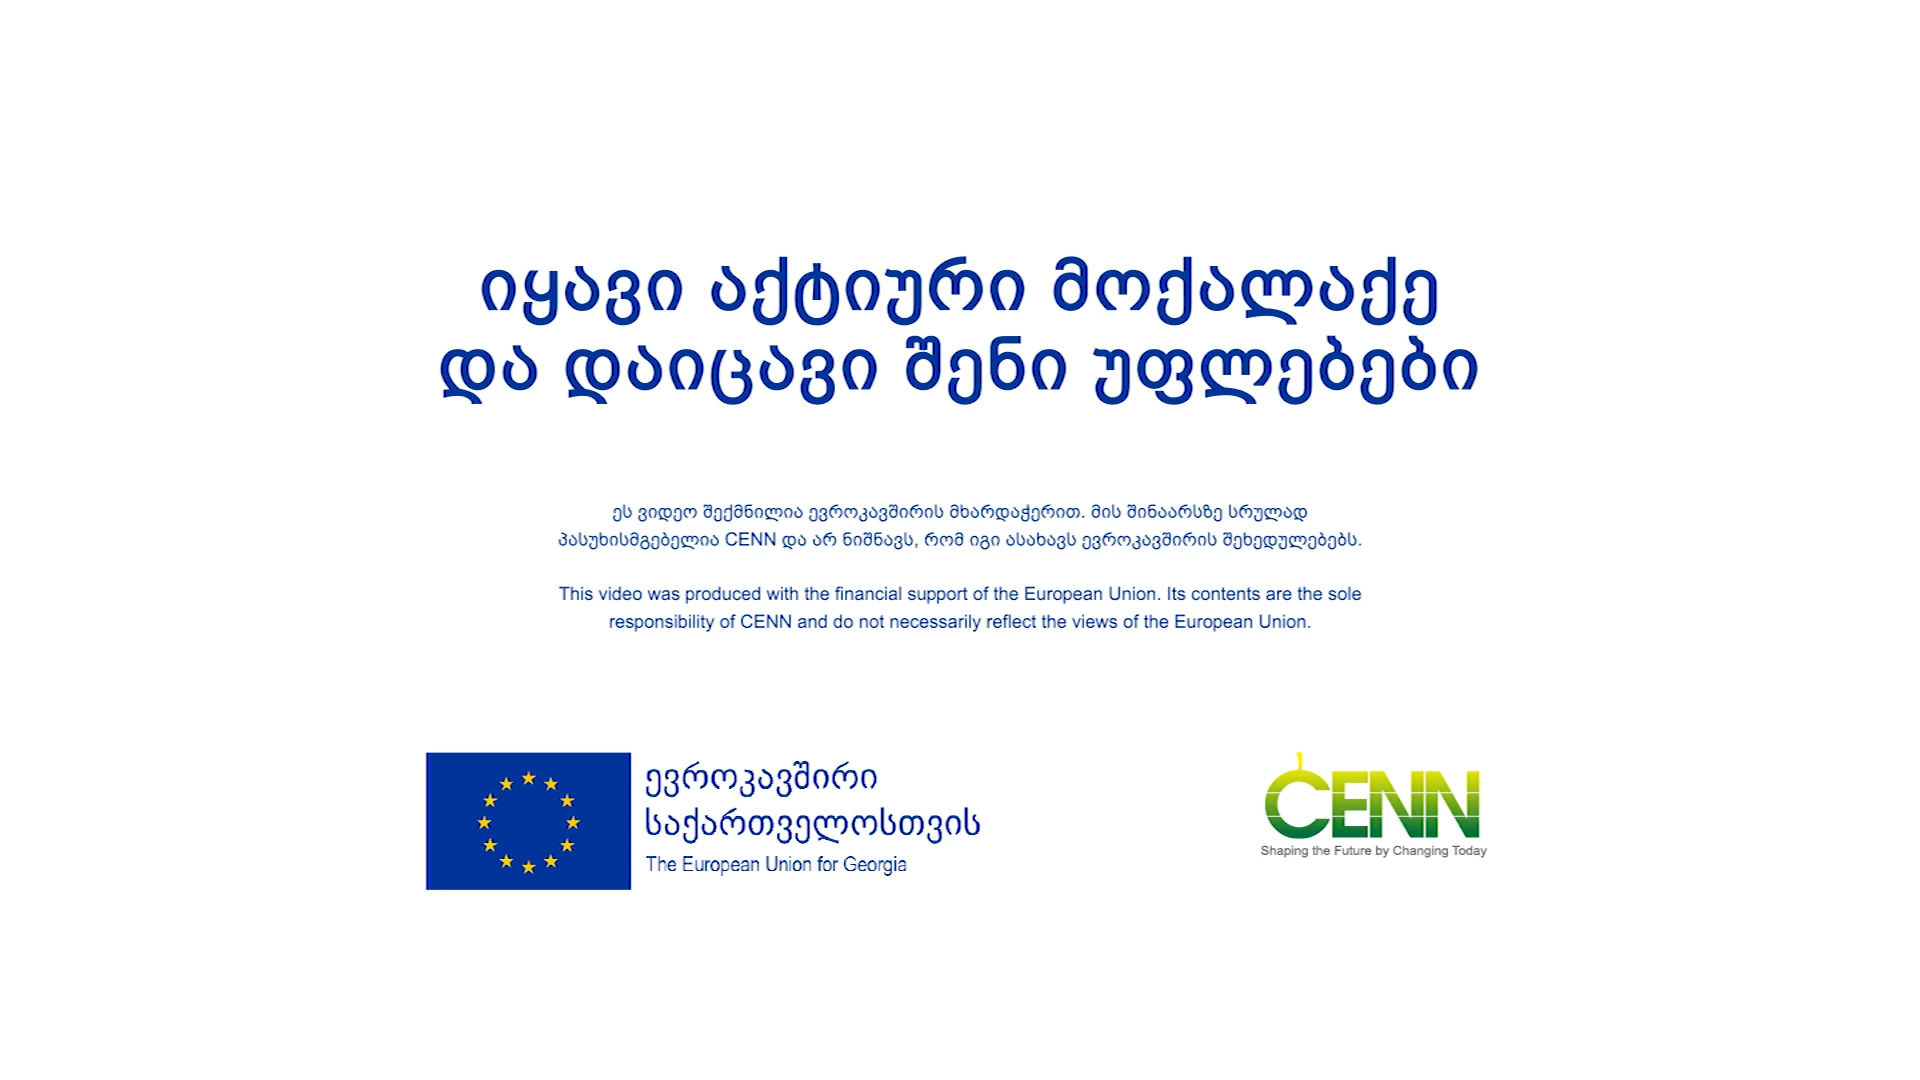 იყავი აქტიური მოქალაქე
და დაიცავი შენი უფლებები
ეს ვიდეო შექმნილია ევროკავშირის მხარდაჭერით. მის შინაარსზე სრულად
პასუხისმგებელია CENN და არ ნიშნავს, რომ იგი ასახავს ევროკავშირის შეხედულებებს.
This video was produced with the financial support of the European Union. Its contents are the sole
responsibility of CENN and do not necessarily reflect the views of the European Union.
ევროკავშირი
საქართველოსთვის
The European Union for Georgia
CENN
Shaping the Future by Changing Today